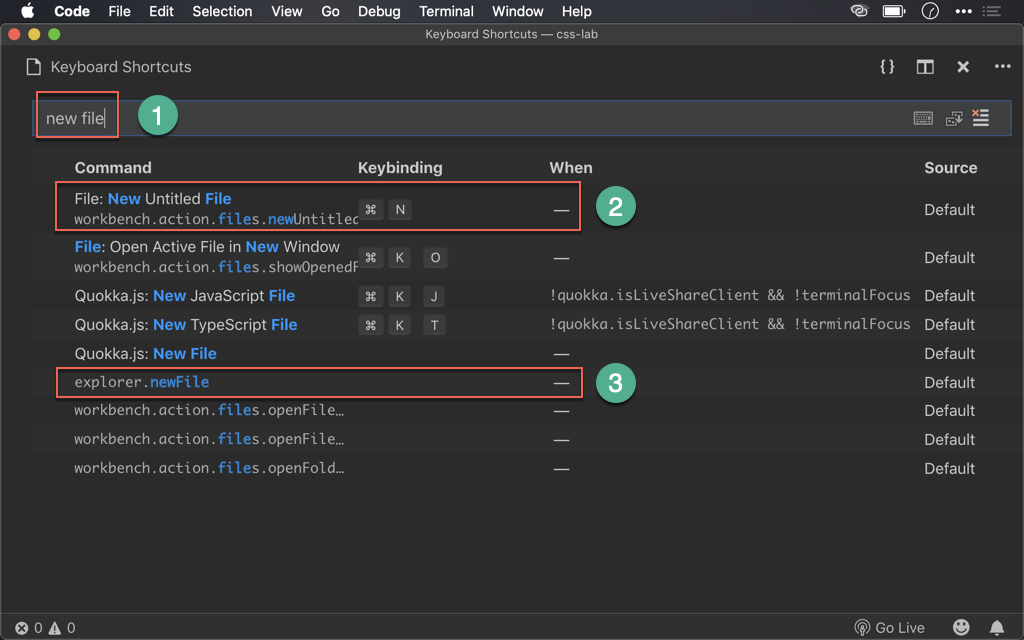 Code File Edit Selection View Go Debug Terminal Window Help
Keyboard Shortcuts — css-lab
Keyboard Shortcuts
new file
1
Command Keybinding When Source
File: New Untitled File
workbench.action.files.newUntitled
⌘ N — Default
2
File: Open Active File in New Window
workbench.action.files.showOpenedF
⌘ K O — Default
Quokka.js: New JavaScript File ⌘ K J !quokka.isLiveShareClient && !terminalFocus Default
Quokka.js: New TypeScript File ⌘ K T !quokka.isLiveShareClient && !terminalFocus Default
Quokka.js: New File — Default
explorer.newFile — Default
3
workbench.action.files.openFile… — Default
workbench.action.files.openFile… — Default
workbench.action.files.openFold… — Default
0 0 Go Live